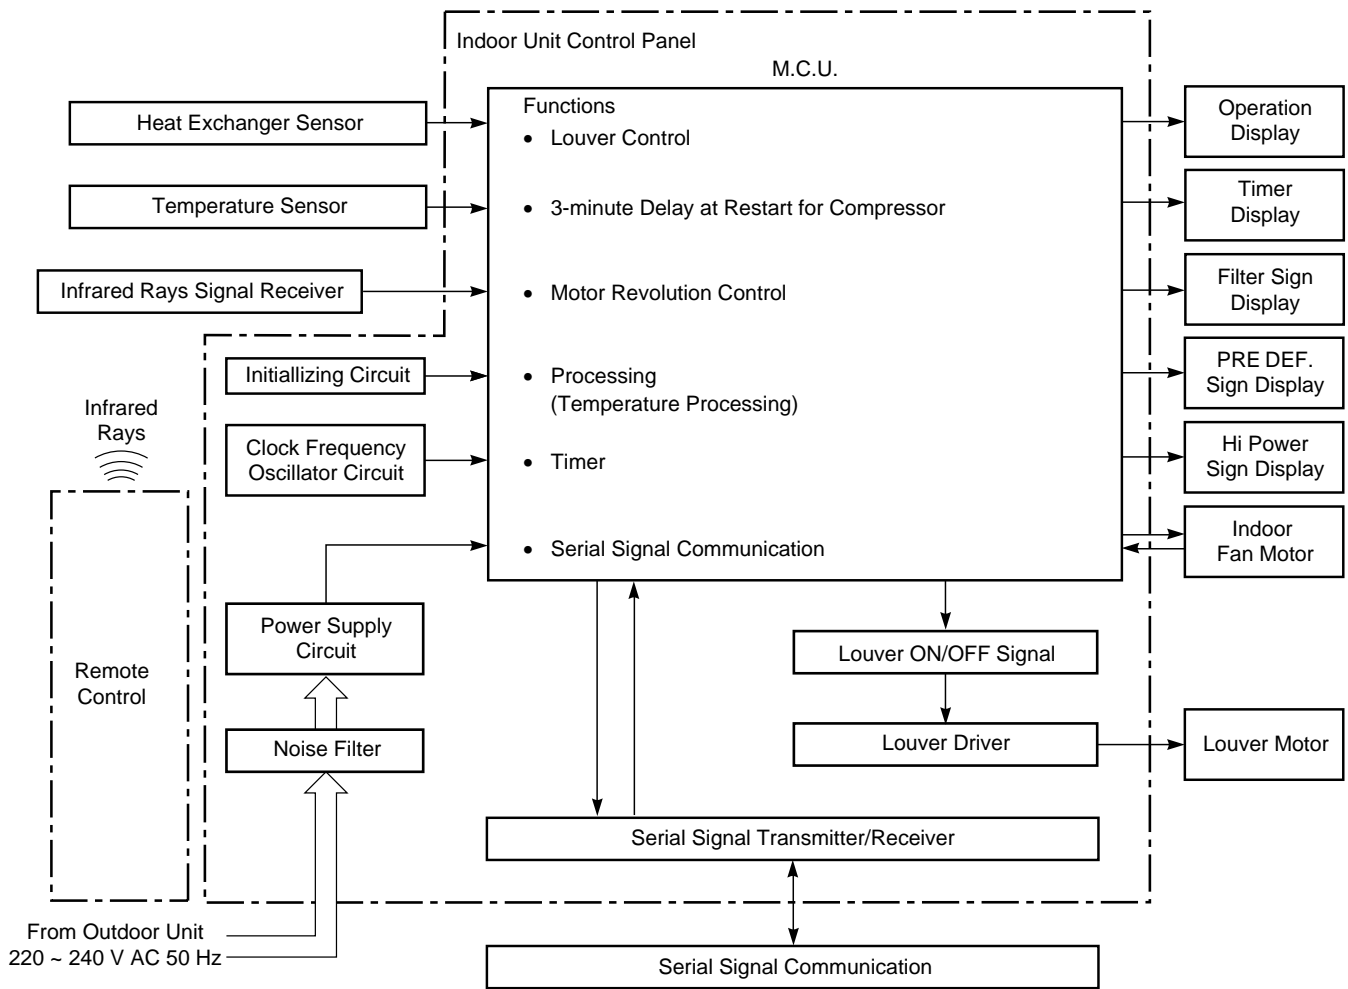 Indoor Unit Control Panel
M.C.U.
Heat Exchanger Sensor
Temperature Sensor
Infrared Rays Signal Receiver
Initiallizing Circuit
Clock Frequency
Oscillator Circuit
Power Supply
Circuit
Noise Filter
Infrared
Rays
Remote
Control
From Outdoor Unit
220 ~ 240 V AC 50 Hz
Functions
• Louver Control
• 3-minute Delay at Restart for Compressor
• Motor Revolution Control
• Processing
(Temperature Processing)
• Timer
• Serial Signal Communication
Operation
Display
Timer
Display
Filter Sign
Display
PRE DEF.
Sign Display
Hi Power
Sign Display
Indoor
Fan Motor
Louver ON/OFF Signal
Louver Driver
Louver Motor
Serial Signal Transmitter/Receiver
Serial Signal Communication